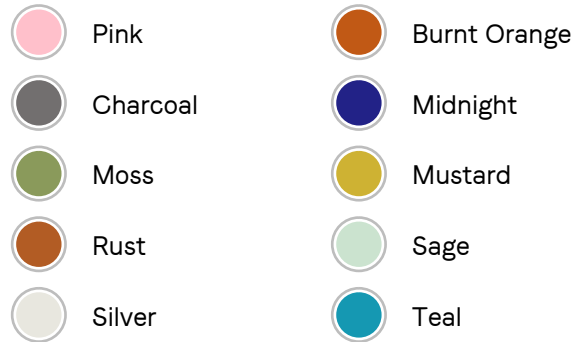 Pink
Burnt Orange
Charcoal
Midnight
Moss
Mustard
Rust
Sage
Silver
Teal